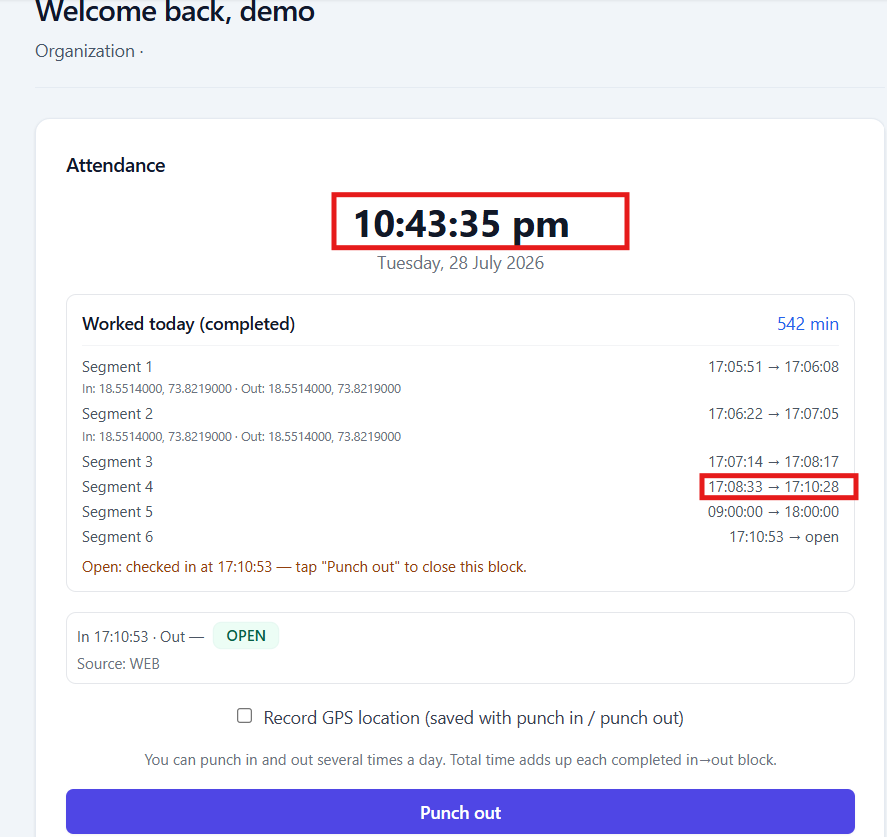 Welcome back, demo
Organization ·
Attendance
10:43:35 pm
Tuesday, 28 July 2026
Worked today (completed) 542 min
Segment 1 17:05:51 → 17:06:08
In: 18.5514000, 73.8219000 · Out: 18.5514000, 73.8219000
Segment 2 17:06:22 → 17:07:05
In: 18.5514000, 73.8219000 · Out: 18.5514000, 73.8219000
Segment 3 17:07:14 → 17:08:17
Segment 4 17:08:33 → 17:10:28
Segment 5 09:00:00 → 18:00:00
Segment 6 17:10:53 → open
Open: checked in at 17:10:53 — tap "Punch out" to close this block.
In 17:10:53 · Out — OPEN
Source: WEB
Record GPS location (saved with punch in / punch out)
You can punch in and out several times a day. Total time adds up each completed in→out block.
Punch out